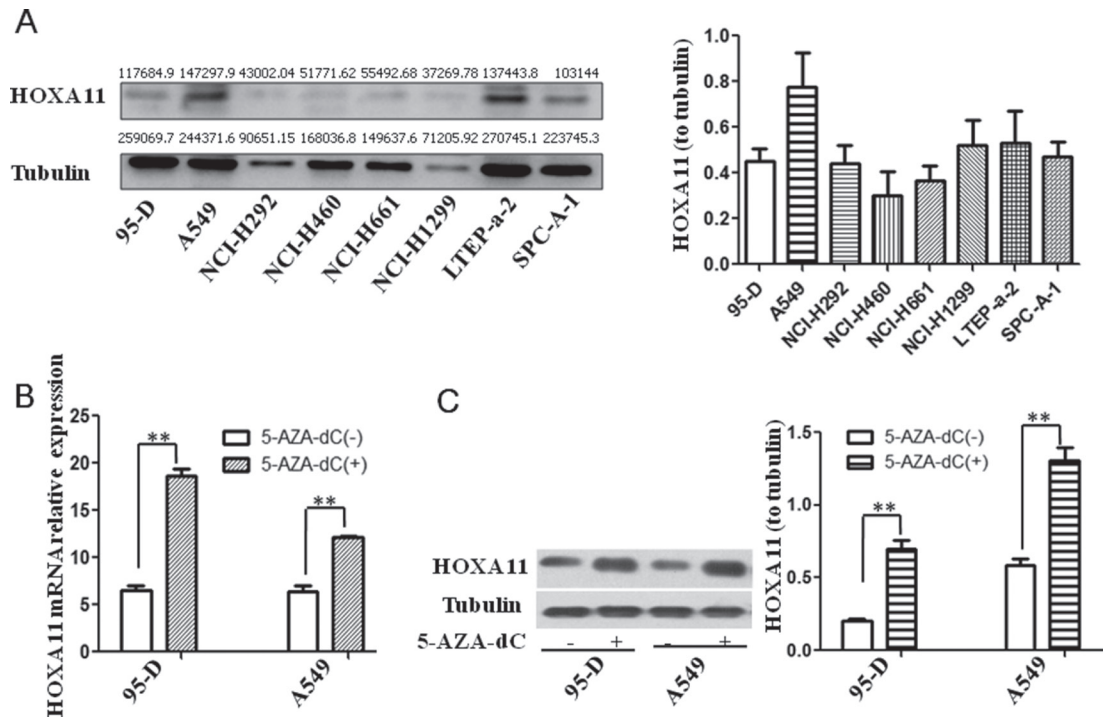 A
117684.9 147297.9 43002.04 51771.62 55492.68 37269.78 137443.8 103144
HOXA11
259069.7 244371.6 90651.15 168036.8 149637.6 71205.92 270745.1 223745.3
Tubulin
95-D A549 NCI-H292 NCI-H460 NCI-H661 NCI-H1299 LTEP-a-2 SPC-A-1
HOXA11 (to tubulin)
1.0
0.8
0.6
0.4
0.2
0.0
95-D A549 NCI-H292 NCI-H460 NCI-H661 NCI-H1299 LTEP-a-2 SPC-A-1
B
HOXA11 mRNA relative expression
25
20
15
10
5
0
** **
5-AZA-dC(-)
5-AZA-dC(+)
95-D A549
C
HOXA11
Tubulin
5-AZA-dC - + - +
95-D A549
HOXA11 (to tubulin)
1.5
1.0
0.5
0.0
5-AZA-dC(-)
5-AZA-dC(+)
** **
95-D A549